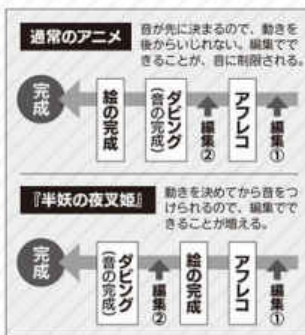 通常のアニメ
音が先に決まるので、動きを
後からいじれない。編集でで
きることが、音に制限される。
編集①
アフレコ
編集②
ダビング
(音の完成)
絵の完成
完成
『半妖の夜叉姫』
動きを決めてから音をつ
けられるので、編集でで
きることが増える。
編集①
アフレコ
絵の完成
編集②
ダビング
(音の完成)
完成